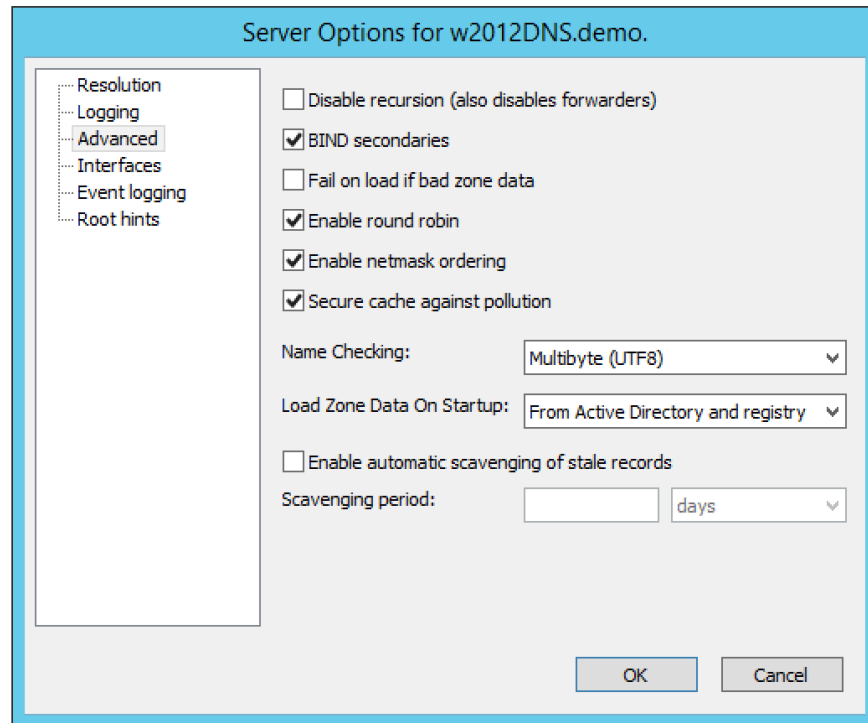 Server Options for w2012DNS.demo.
Resolution
Logging
Advanced
Interfaces
Event logging
Root hints
Disable recursion (also disables forwarders)
BIND secondaries
Fail on load if bad zone data
Enable round robin
Enable netmask ordering
Secure cache against pollution
Name Checking: Multibyte (UTF8)
Load Zone Data On Startup: From Active Directory and registry
Enable automatic scavenging of stale records
Scavenging period: days
OK Cancel